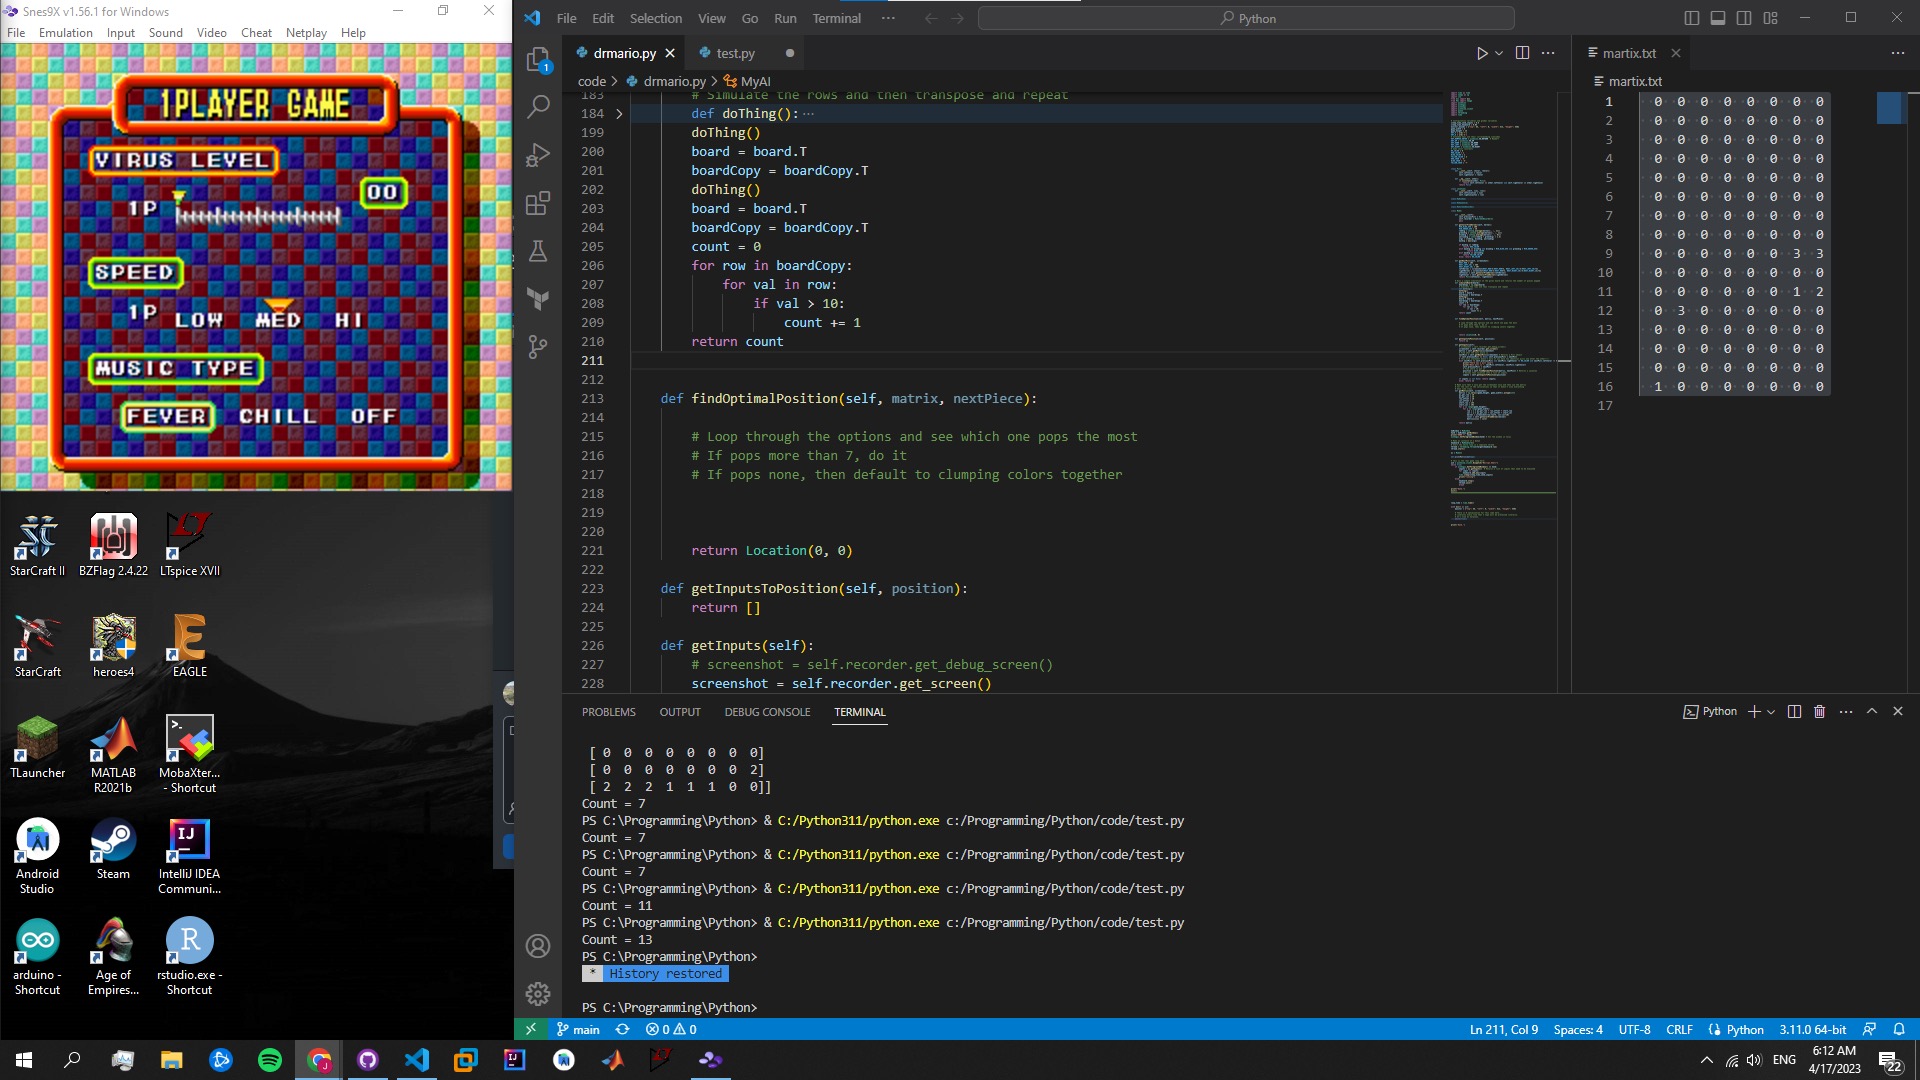 Snes9X v1.56.1 for Windows
File Emulation Input Sound Video Cheat Netplay Help
1PLAYER GAME
VIRUS LEVEL
00
1P
SPEED
1P LOW MED HI
MUSIC TYPE
FEVER CHILL OFF
StarCraft II
BZFlag 2.4.22
LTspice XVII
StarCraft
heroes4
EAGLE
TLauncher
MATLAB
R2021b
MobaXter...
- Shortcut
Android
Studio
Steam
IntelliJ IDEA
Communi...
arduino -
Shortcut
Age of
Empires...
rstudio.exe -
Shortcut
File Edit Selection View Go Run Terminal ···
Python
drmario.py
test.py
code > drmario.py > MyAI
183 # Simulate the rows and then transpose and repeat
184 def doThing(): ···
199 doThing()
200 board = board.T
201 boardCopy = boardCopy.T
202 doThing()
203 board = board.T
204 boardCopy = boardCopy.T
205 count = 0
206 for row in boardCopy:
207 for val in row:
208 if val > 10:
209 count += 1
210 return count
211
212
213 def findOptimalPosition(self, matrix, nextPiece):
214
215 # Loop through the options and see which one pops the most
216 # If pops more than 7, do it
217 # If pops none, then default to clumping colors together
218
219
220
221 return Location(0, 0)
222
223 def getInputsToPosition(self, position):
224 return []
225
226 def getInputs(self):
227 # screenshot = self.recorder.get_debug_screen()
228 screenshot = self.recorder.get_screen()
martix.txt
martix.txt
1 0 0 0 0 0 0 0 0
2 0 0 0 0 0 0 0 0
3 0 0 0 0 0 0 0 0
4 0 0 0 0 0 0 0 0
5 0 0 0 0 0 0 0 0
6 0 0 0 0 0 0 0 0
7 0 0 0 0 0 0 0 0
8 0 0 0 0 0 0 0 0
9 0 0 0 0 0 0 3 3
10 0 0 0 0 0 0 0 0
11 0 0 0 0 0 0 1 2
12 0 3 0 0 0 0 0 0
13 0 0 0 0 0 0 0 0
14 0 0 0 0 0 0 0 0
15 0 0 0 0 0 0 0 0
16 1 0 0 0 0 0 0 0
17
PROBLEMS OUTPUT DEBUG CONSOLE TERMINAL
Python
[ 0 0 0 0 0 0 0 0]
[ 0 0 0 0 0 0 0 2]
[ 2 2 2 1 1 1 0 0]]
Count = 7
PS C:\Programming\Python> & C:/Python311/python.exe c:/Programming/Python/code/test.py
Count = 7
PS C:\Programming\Python> & C:/Python311/python.exe c:/Programming/Python/code/test.py
Count = 7
PS C:\Programming\Python> & C:/Python311/python.exe c:/Programming/Python/code/test.py
Count = 11
PS C:\Programming\Python> & C:/Python311/python.exe c:/Programming/Python/code/test.py
Count = 13
PS C:\Programming\Python>
* History restored
PS C:\Programming\Python>
main 0 0
Ln 211, Col 9 Spaces: 4 UTF-8 CRLF Python 3.11.0 64-bit
ENG
6:12 AM
4/17/2023
22